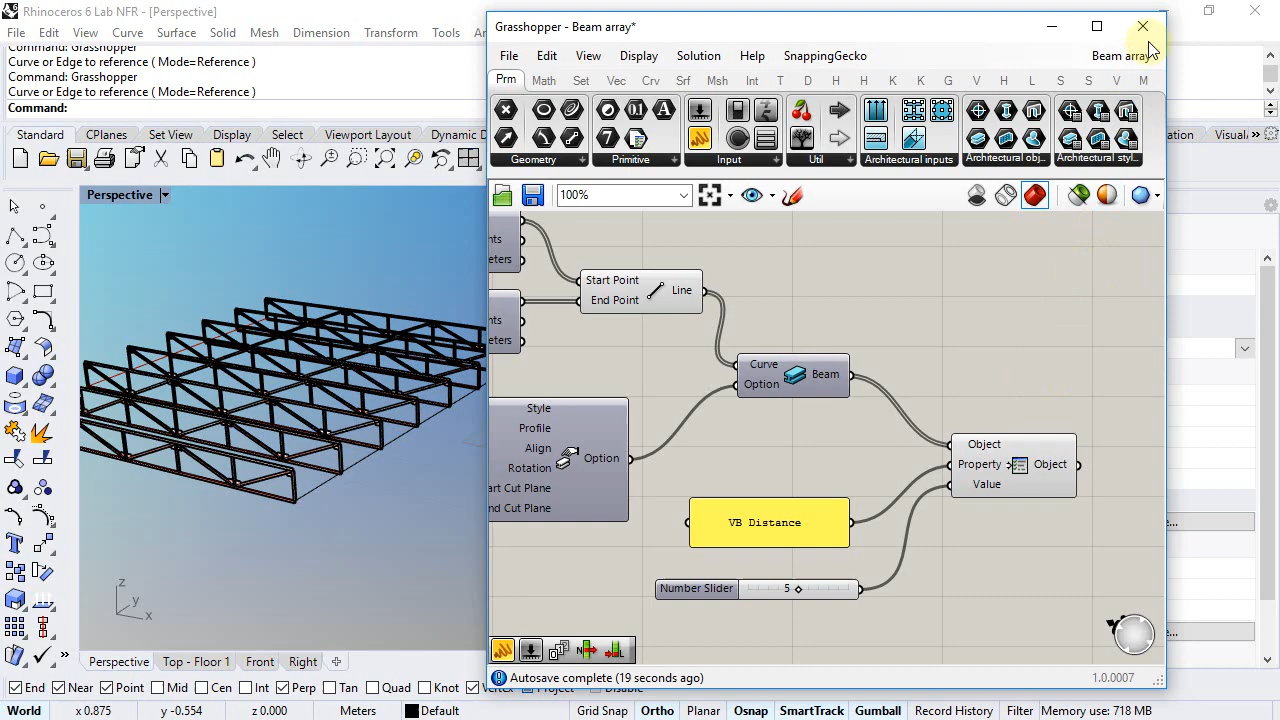 Rhinoceros 6 Lab NFR - [Perspective]
File Edit View Curve Surface Solid Mesh Dimension Transform Tools
Command: Grasshopper
Curve or Edge to reference ( Mode=Reference )
Command: Grasshopper
Curve or Edge to reference ( Mode=Reference )
Command:
Standard CPlanes Set View Display Select Viewport Layout
Perspective
Grasshopper - Beam array*
File Edit View Display Solution Help SnappingGecko Beam array*
Prm Math Set Vec Crv Srf Msh Int T D H H K K G V H L S S V M
Geometry Primitive Input Util Architectural inputs Architectural obj... Architectural styl...
100%
Start Point
End Point
Line
Curve
Option
Beam
Style
Profile
Align
Rotation
Option
Object
Property
Value
Object
VB Distance
Number Slider 5
Autosave complete (19 seconds ago) 1.0.0007
z
y
x
Perspective Top - Floor 1 Front Right
End Near Point Mid Cen Int Perp Tan Quad Knot Vertex Project Disable
World x 0.875 y -0.554 z 0.000 Meters Default Grid Snap Ortho Planar Osnap SmartTrack Gumball Record History Filter Memory use: 718 MB